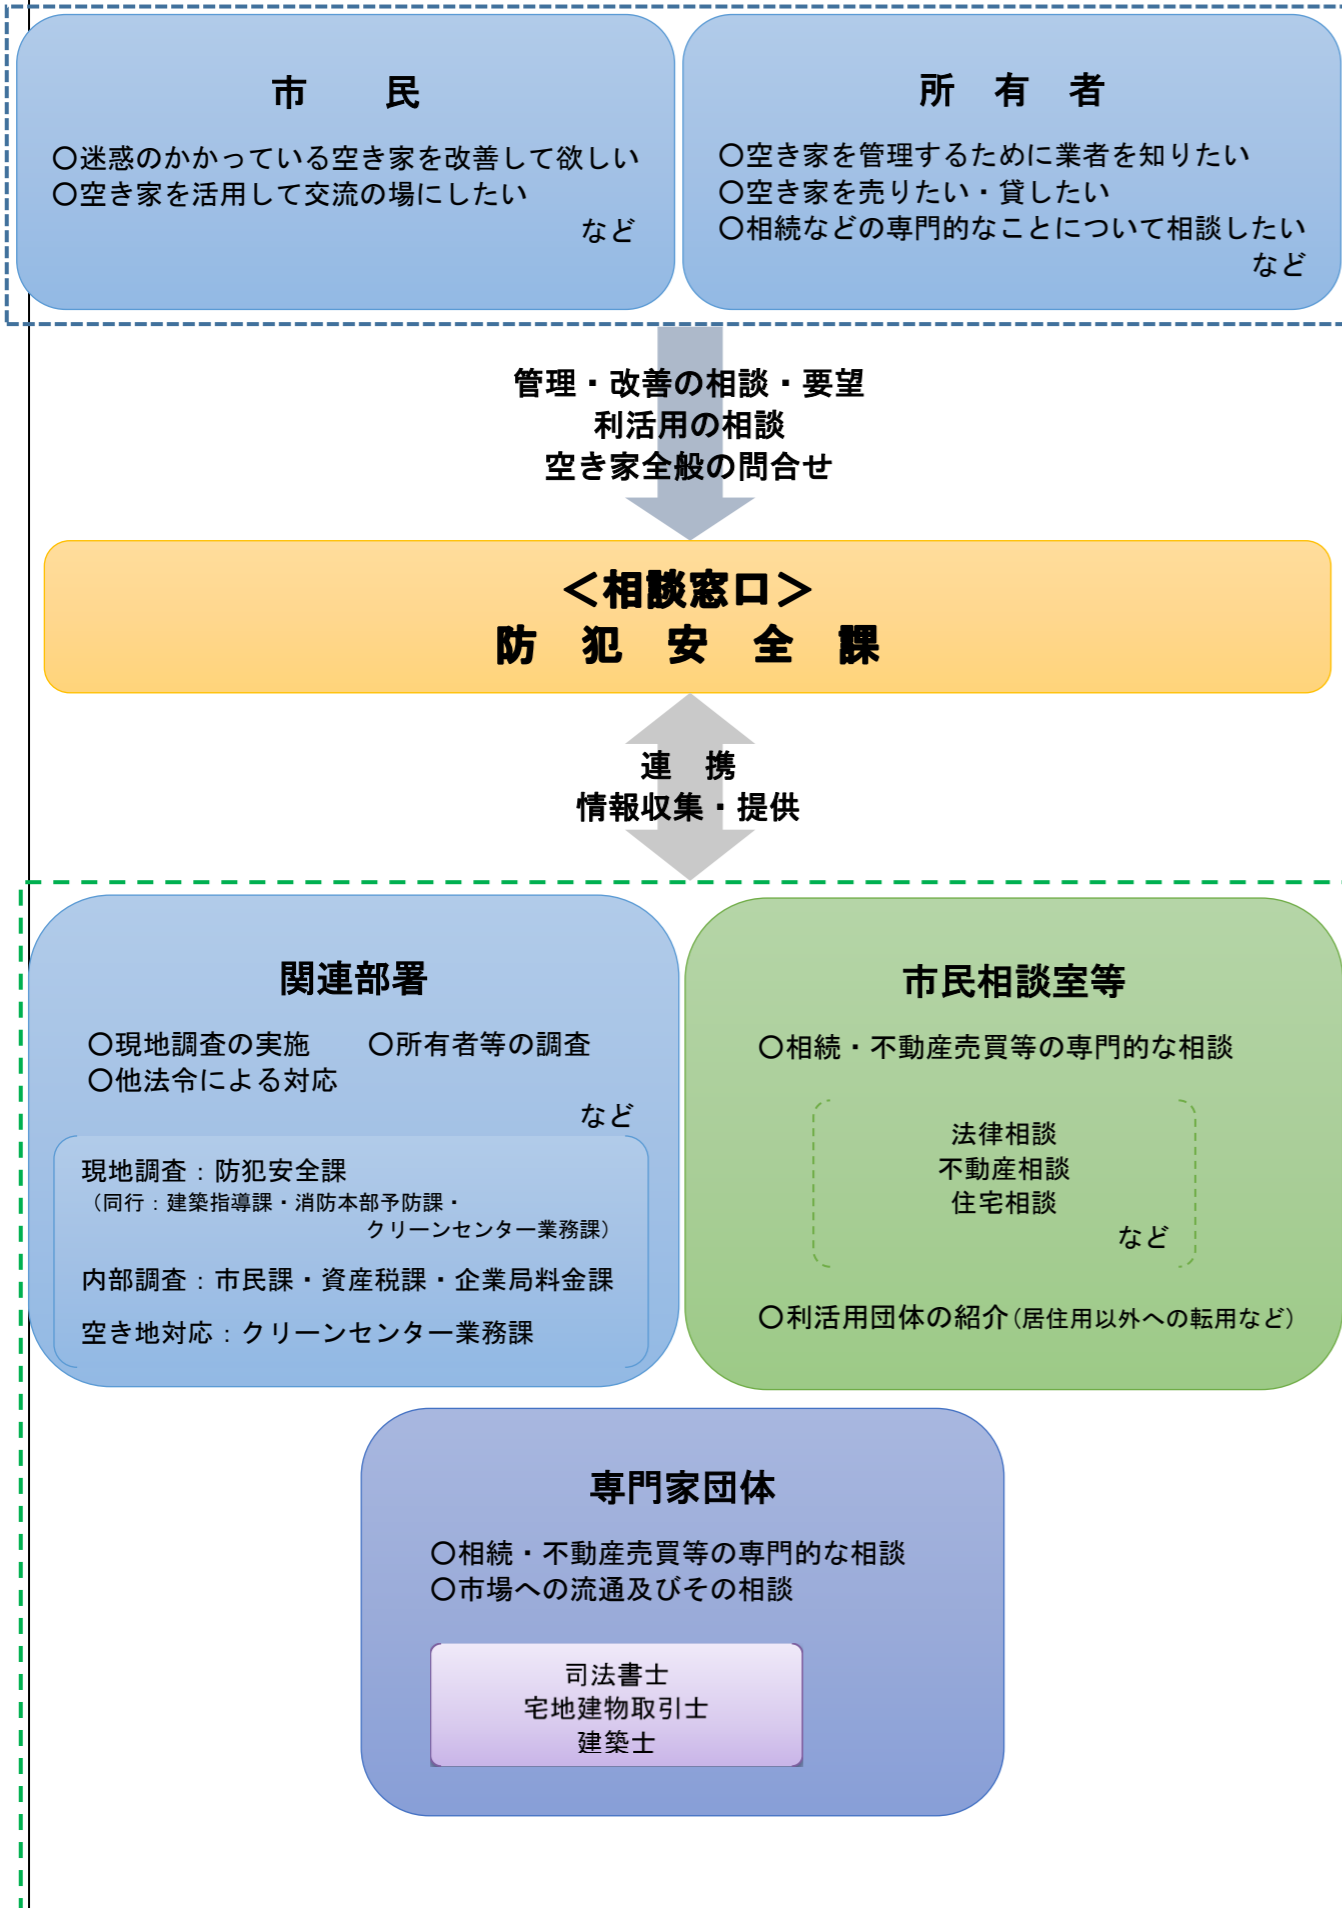 市　民
〇迷惑のかかっている空き家を改善して欲しい
〇空き家を活用して交流の場にしたい
など
所　有　者
〇空き家を管理するために業者を知りたい
〇空き家を売りたい・貸したい
〇相続などの専門的なことについて相談したい
など
管理・改善の相談・要望
利活用の相談
空き家全般の問合せ
＜相談窓口＞
防　犯　安　全　課
連　携
情報収集・提供
関連部署
〇現地調査の実施　〇所有者等の調査
〇他法令による対応
など
現地調査：防犯安全課
（同行：建築指導課・消防本部予防課・
クリーンセンター業務課）
内部調査：市民課・資産税課・企業局料金課
空き地対応：クリーンセンター業務課
市民相談室等
〇相続・不動産売買等の専門的な相談
法律相談
不動産相談
住宅相談
など
〇利活用団体の紹介（居住用以外への転用など）
専門家団体
〇相続・不動産売買等の専門的な相談
〇市場への流通及びその相談
司法書士
宅地建物取引士
建築士